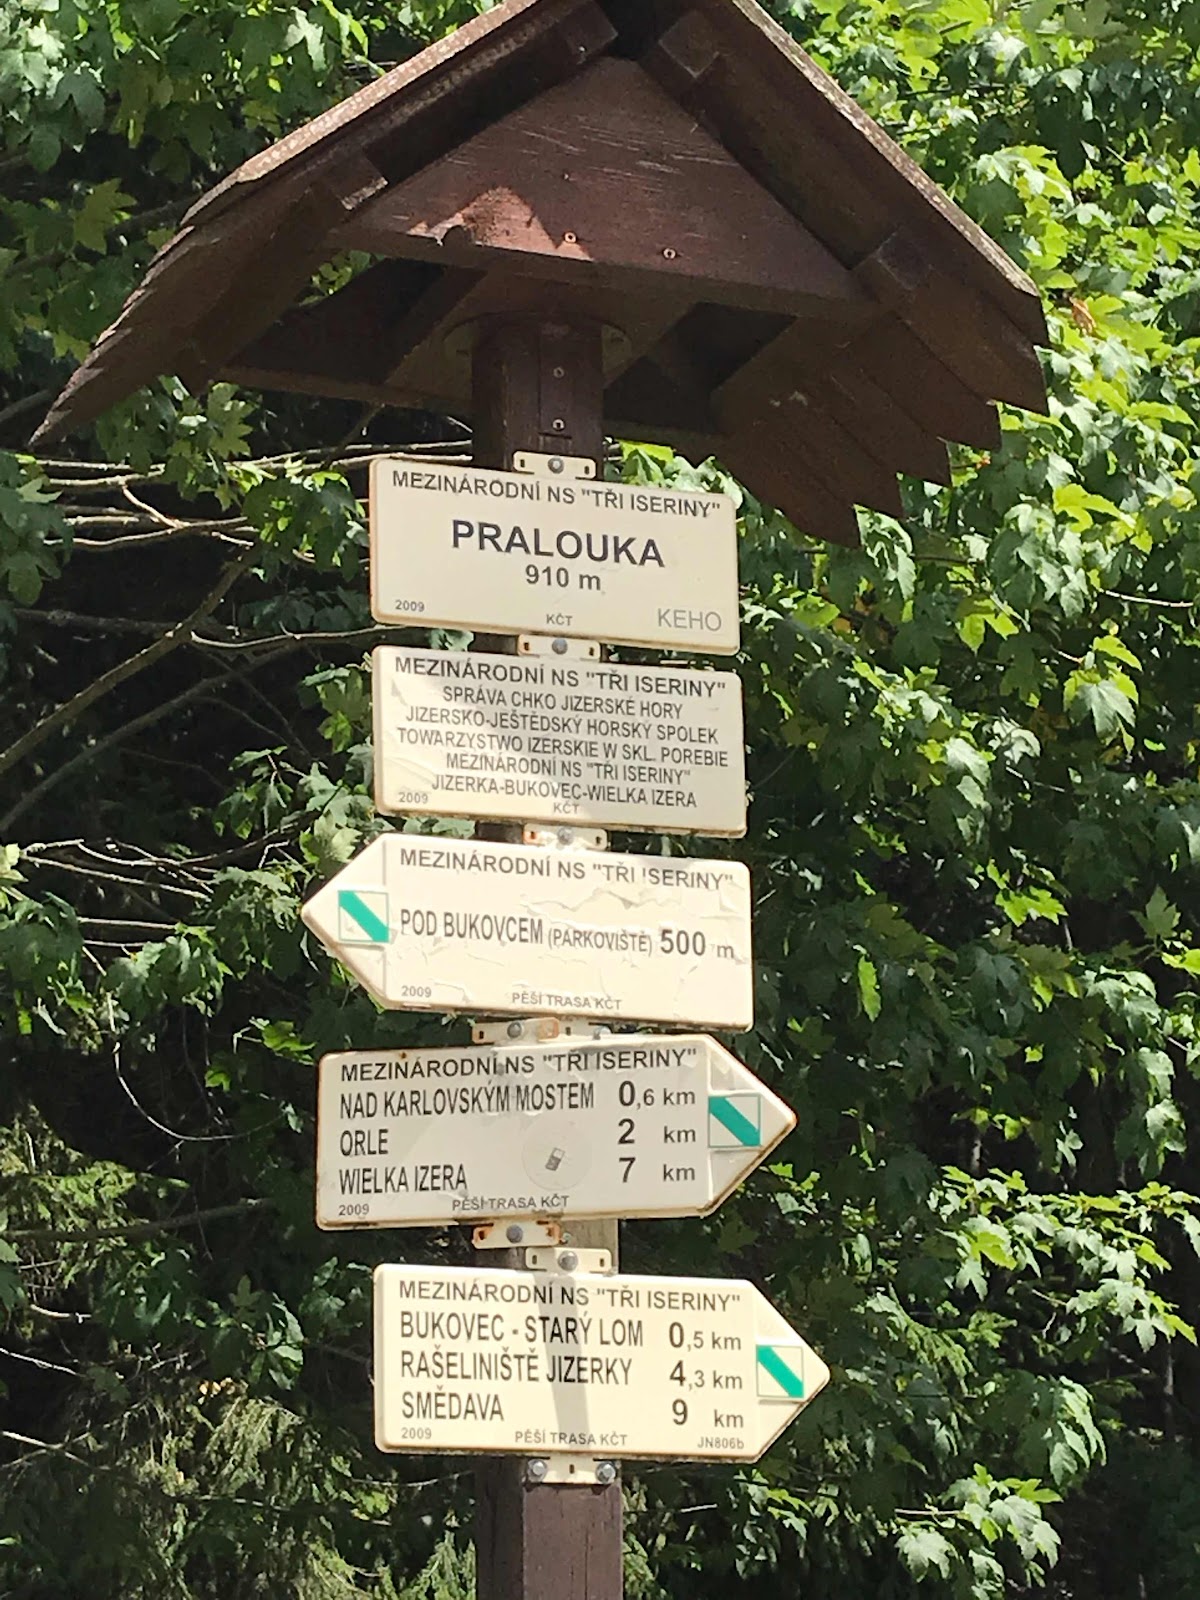 MEZINÁRODNÍ NS "TŘI ISERINY"
PRALOUKA
910 m
2009 KČT KEHO
MEZINÁRODNÍ NS "TŘI ISERINY"
SPRÁVA CHKO JIZERSKÉ HORY
JIZERSKO-JEŠTĚDSKÝ HORSKÝ SPOLEK
TOWARZYSTWO IZERSKIE W SKL. POREBIE
MEZINÁRODNÍ NS "TŘI ISERINY"
JIZERKA-BUKOVEC-WIELKA IZERA
2009 KČT
MEZINÁRODNÍ NS "TŘI ISERINY"
POD BUKOVCEM (PARKOVIŠTĚ) 500 m
2009 PĚŠÍ TRASA KČT
MEZINÁRODNÍ NS "TŘI ISERINY"
NAD KARLOVSKÝM MOSTEM 0,6 km
ORLE 2 km
WIELKA IZERA 7 km
2009 PĚŠÍ TRASA KČT
MEZINÁRODNÍ NS "TŘI ISERINY"
BUKOVEC - STARÝ LOM 0,5 km
RAŠELINIŠTĚ JIZERKY 4,3 km
SMĚDAVA 9 km
2009 PĚŠÍ TRASA KČT JN806b